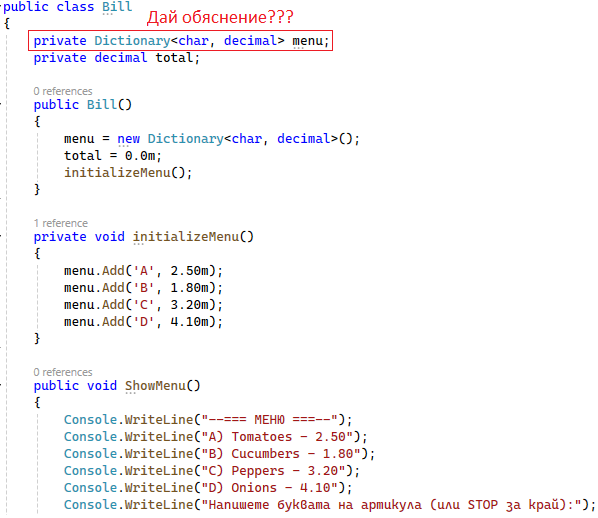 public class Bill
Дай обяснение???
{
private Dictionary<char, decimal> menu;
private decimal total;
0 references
public Bill()
{
menu = new Dictionary<char, decimal>();
total = 0.0m;
initializeMenu();
}
1 reference
private void initializeMenu()
{
menu.Add('A', 2.50m);
menu.Add('B', 1.80m);
menu.Add('C', 3.20m);
menu.Add('D', 4.10m);
}
0 references
public void ShowMenu()
{
Console.WriteLine("--=== МЕНЮ ===--");
Console.WriteLine("A) Tomatoes - 2.50");
Console.WriteLine("B) Cucumbers - 1.80");
Console.WriteLine("C) Peppers - 3.20");
Console.WriteLine("D) Onions - 4.10");
Console.WriteLine("Напишете буквата на артикула (или STOP за край):");